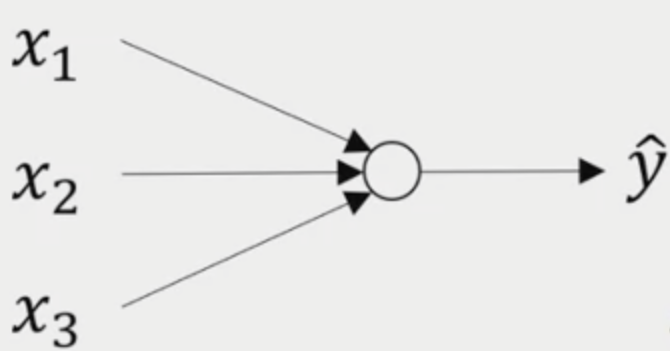 x₁
x₂
ŷ
x₃